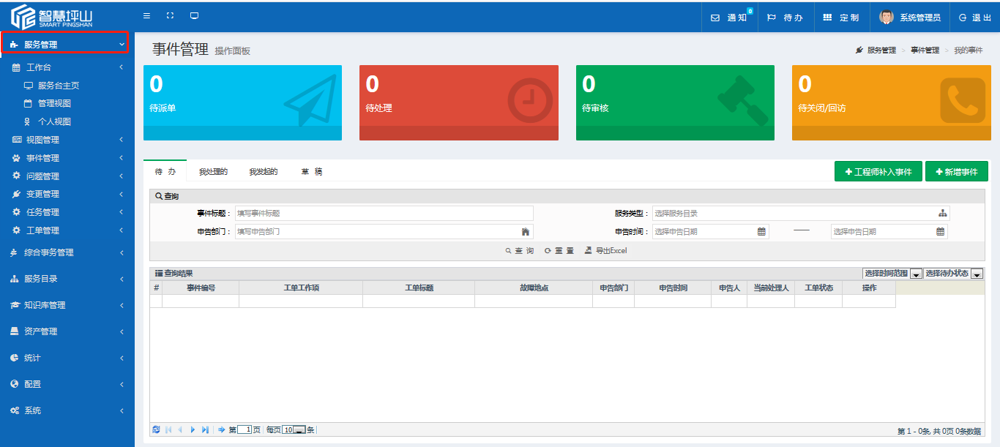 智慧坪山
SMART PINGSHAN
通 知 0
待 办
定 制
系统管理员
退 出
服务管理
工作台
服务台主页
管理视图
个人视图
视图管理
事件管理
问题管理
变更管理
任务管理
工单管理
综合事务管理
服务目录
知识库管理
资产管理
统计
配置
系统
事件管理 操作面板
服务管理 > 事件管理 > 我的事件
0
待派单
0
待处理
0
待审核
0
待关闭/回访
待 办 我处理的 我发起的 草 稿
工程师补入事件 新增事件
查询
事件标题： 填写事件标题 服务类型： 选择服务目录
申告部门： 填写申告部门 申告时间： 选择申告日期 —— 选择申告日期
查 询 重 置 导出Excel
查询结果 选择时间范围 选择待办状态
# 事件编号 工单工作项 工单标题 故障地点 申告部门 申告时间 申告人 当前处理人 工单状态 操作
第 1 页 每页 10 条 第 1 - 0条, 共 0页 0条数据